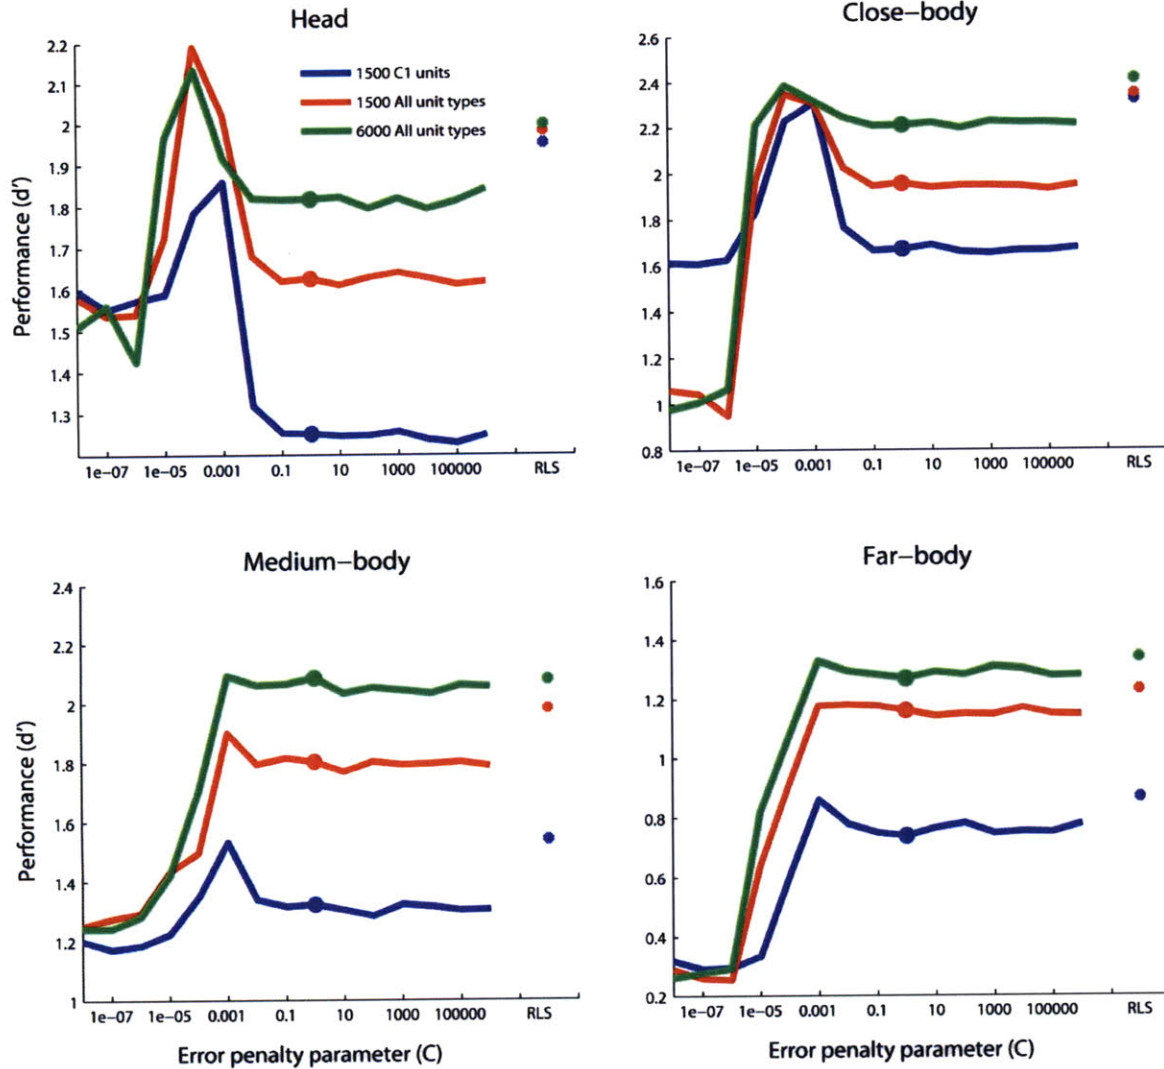 Head
Performance (d')
2.2
2.1
2
1.9
1.8
1.7
1.6
1.5
1.4
1.3
1500 C1 units
1500 All unit types
6000 All unit types
1e-07 1e-05 0.001 0.1 10 1000 100000 RLS
Close-body
2.6
2.4
2.2
2
1.8
1.6
1.4
1.2
1
0.8
1e-07 1e-05 0.001 0.1 10 1000 100000 RLS
Medium-body
Performance (d')
2.4
2.2
2
1.8
1.6
1.4
1.2
1
1e-07 1e-05 0.001 0.1 10 1000 100000 RLS
Error penalty parameter (C)
Far-body
1.6
1.4
1.2
1
0.8
0.6
0.4
0.2
1e-07 1e-05 0.001 0.1 10 1000 100000 RLS
Error penalty parameter (C)